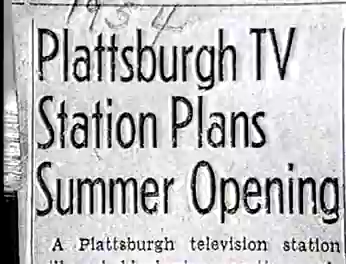 1954
Plattsburgh TV
Station Plans
Summer Opening
A Plattsburgh television station